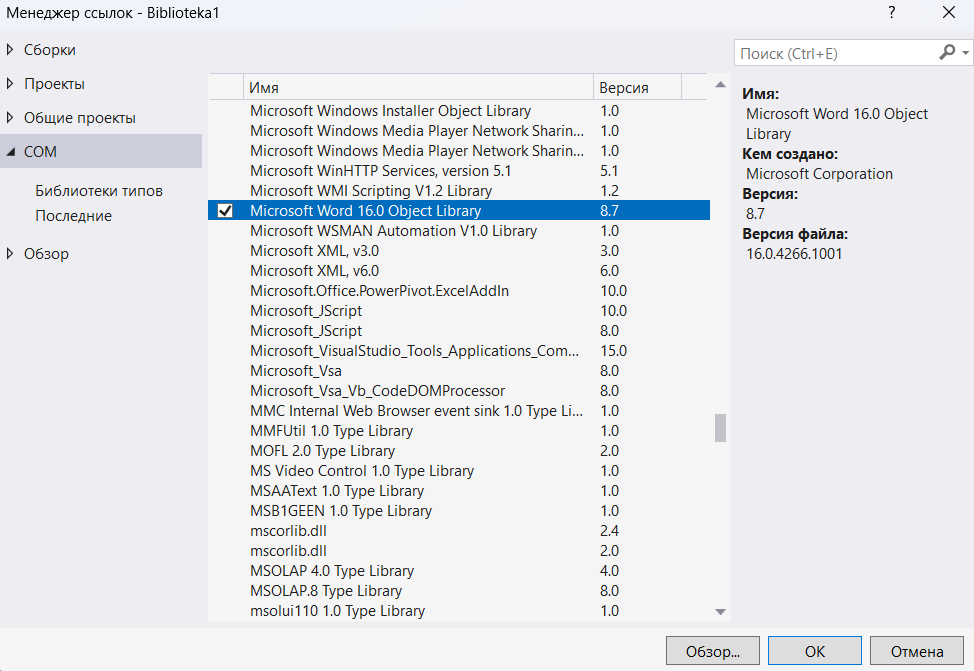 Менеджер ссылок - Biblioteka1
?
Сборки
Проекты
Общие проекты
COM
Библиотеки типов
Последние
Обзор
Имя Версия
Microsoft Windows Installer Object Library 1.0
Microsoft Windows Media Player Network Sharin... 1.0
Microsoft Windows Media Player Network Sharin... 1.0
Microsoft WinHTTP Services, version 5.1 5.1
Microsoft WMI Scripting V1.2 Library 1.2
Microsoft Word 16.0 Object Library 8.7
Microsoft WSMAN Automation V1.0 Library 1.0
Microsoft XML, v3.0 3.0
Microsoft XML, v6.0 6.0
Microsoft.Office.PowerPivot.ExcelAddIn 10.0
Microsoft_JScript 10.0
Microsoft_JScript 8.0
Microsoft_VisualStudio_Tools_Applications_Com... 15.0
Microsoft_Vsa 8.0
Microsoft_Vsa_Vb_CodeDOMProcessor 8.0
MMC Internal Web Browser event sink 1.0 Type Li... 1.0
MMFUtil 1.0 Type Library 1.0
MOFL 2.0 Type Library 2.0
MS Video Control 1.0 Type Library 1.0
MSAAText 1.0 Type Library 1.0
MSB1GEEN 1.0 Type Library 1.0
mscorlib.dll 2.4
mscorlib.dll 2.0
MSOLAP 4.0 Type Library 4.0
MSOLAP.8 Type Library 8.0
msolui110 1.0 Type Library 1.0
Поиск (Ctrl+E)
Имя:
Microsoft Word 16.0 Object
Library
Кем создано:
Microsoft Corporation
Версия:
8.7
Версия файла:
16.0.4266.1001
Обзор... OK Отмена